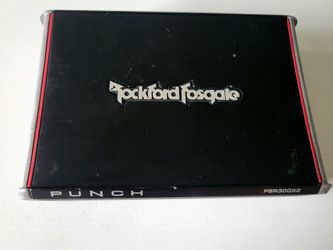 Rockford Fosgate
PUNCH PBR300X2